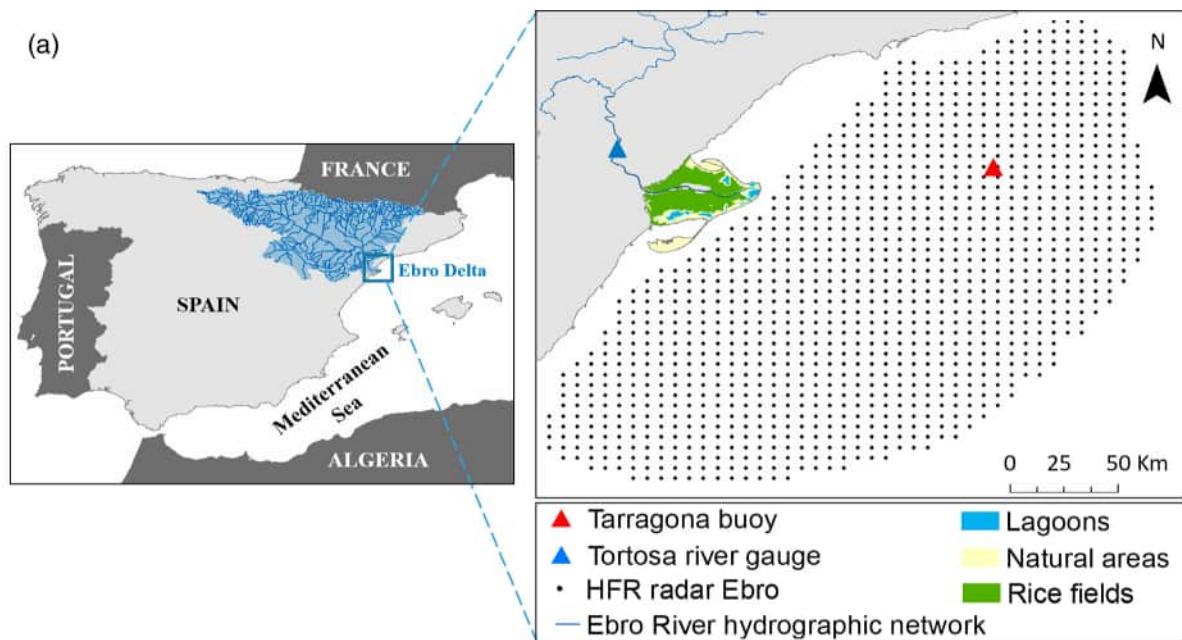 (a)
FRANCE
Ebro Delta
PORTUGAL
SPAIN
Mediterranean
Sea
ALGERIA
N
0 25 50 Km
Tarragona buoy
Tortosa river gauge
HFR radar Ebro
Ebro River hydrographic network
Lagoons
Natural areas
Rice fields